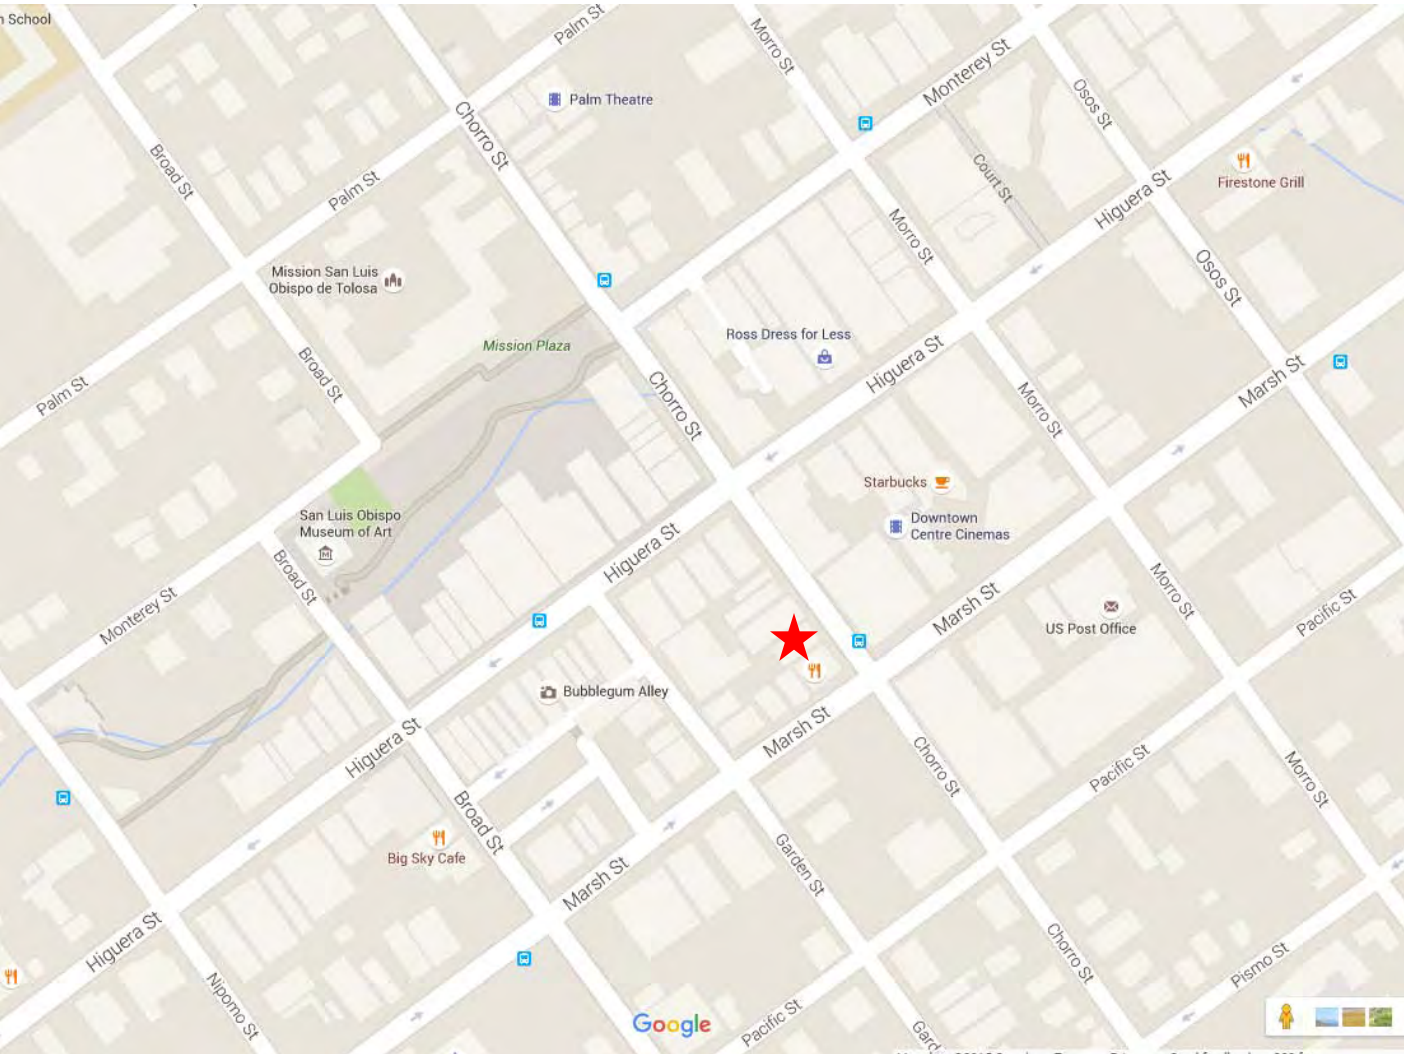 n School
Palm St
Morro St
Monterey St
Palm Theatre
Chorro St
Osos St
Broad St
Palm St
Court St
Firestone Grill
Higuera St
Morro St
Mission San Luis
Obispo de Tolosa
Osos St
Mission Plaza
Ross Dress for Less
Broad St
Palm St
Higuera St
Chorro St
Marsh St
Morro St
Starbucks
Downtown
Centre Cinemas
San Luis Obispo
Museum of Art
Higuera St
Broad St
Monterey St
Marsh St
US Post Office
Morro St
Pacific St
Bubblegum Alley
Higuera St
Marsh St
Chorro St
Pacific St
Morro St
Broad St
Big Sky Cafe
Marsh St
Garden St
Higuera St
Nipomo St
Chorro St
Pismo St
Google
Pacific St
Gard